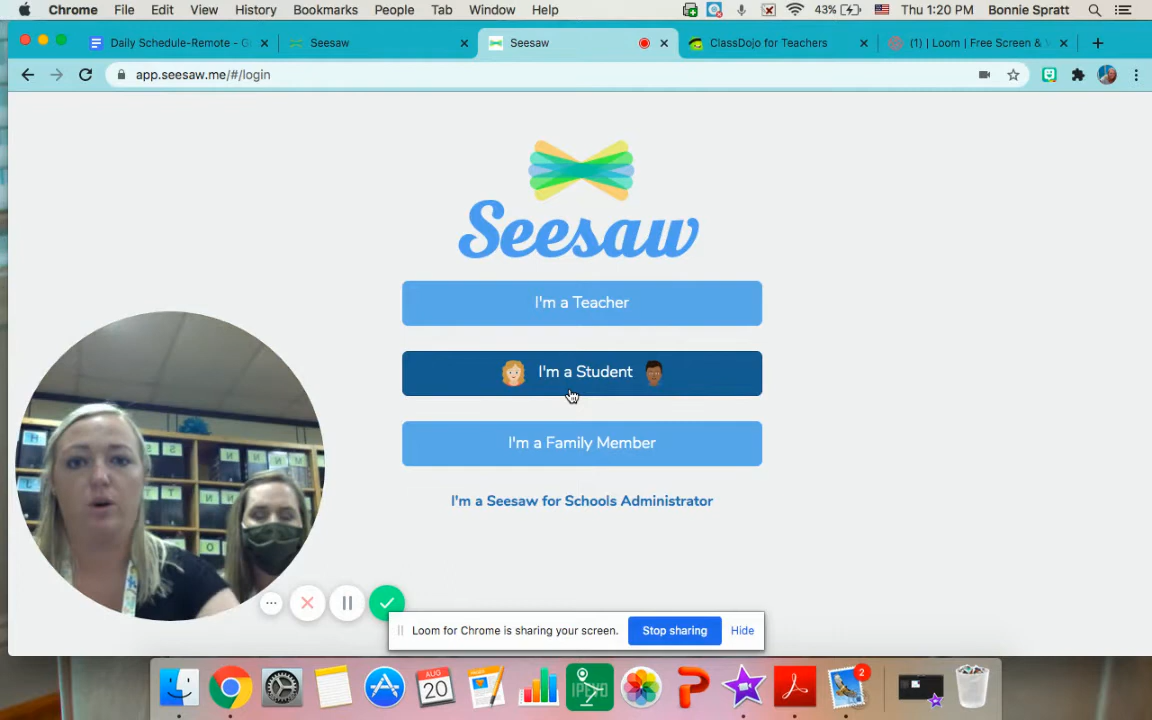 Chrome File Edit View History Bookmarks People Tab Window Help 43% Thu 1:20 PM Bonnie Spratt
Daily Schedule-Remote - G
Seesaw
Seesaw
ClassDojo for Teachers
(1) | Loom | Free Screen &
app.seesaw.me/#/login
Seesaw
I'm a Teacher
I'm a Student
I'm a Family Member
I'm a Seesaw for Schools Administrator
H S N
N N
J M N T
O
Loom for Chrome is sharing your screen. Stop sharing Hide
AUG
20
IPEVO
2